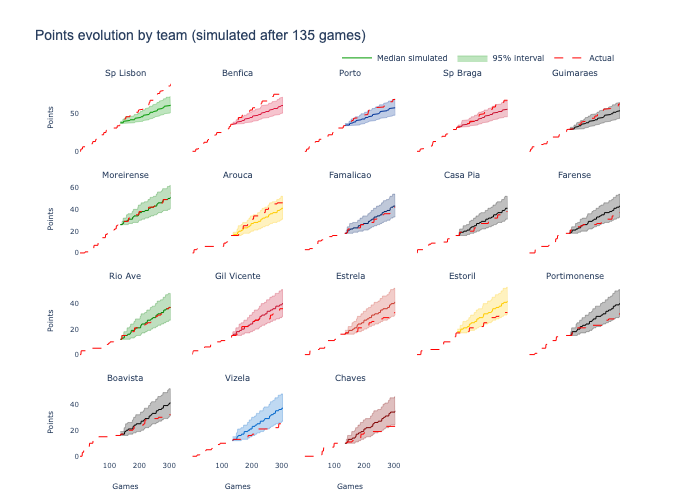 Points evolution by team (simulated after 135 games)
Median simulated 95% interval Actual
Sp Lisbon Benfica Porto Sp Braga Guimaraes
Points
50
0
Moreirense Arouca Famalicao Casa Pia Farense
Points
60
40
20
0
Rio Ave Gil Vicente Estrela Estoril Portimonense
Points
40
20
0
Boavista Vizela Chaves
Points
40
20
0
100 200 300 100 200 300 100 200 300
Games Games Games